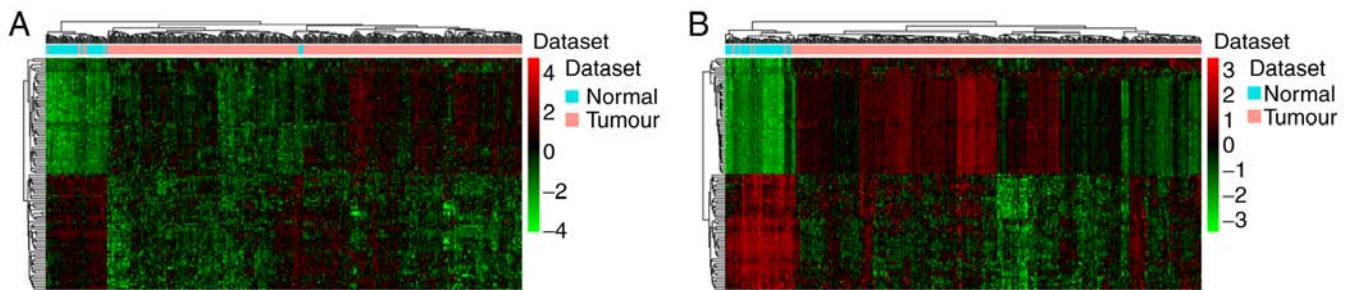 A
Dataset
4
2
0
−2
−4
Dataset
Normal
Tumour
B
Dataset
3
2
1
0
−1
−2
−3
Dataset
Normal
Tumour